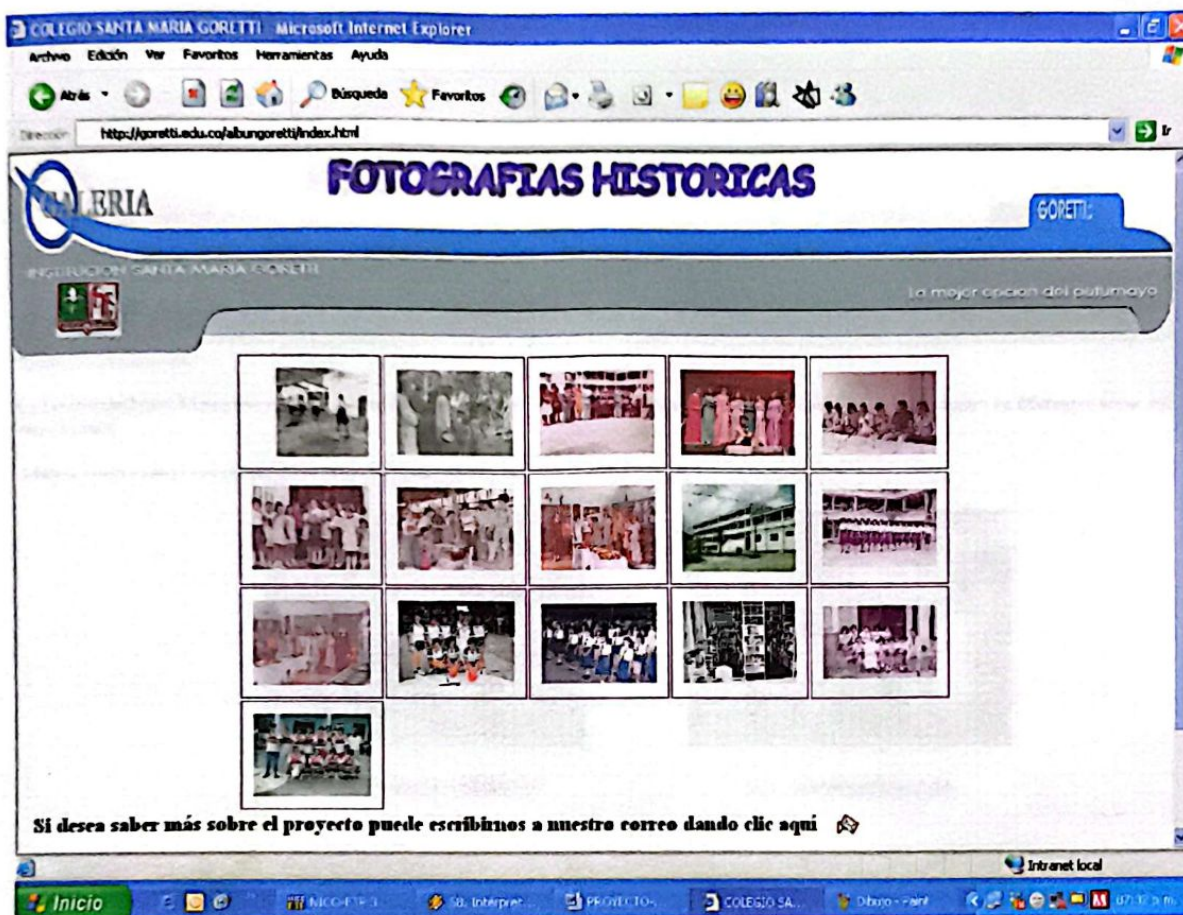 COLEGIO SANTA MARIA GORETTI - Microsoft Internet Explorer
Archivo Edición Ver Favoritos Herramientas Ayuda
Atrás Búsqueda Favoritos
Dirección http://goretti.edu.co/albungoretti/index.html Ir
FOTOGRAFIAS HISTORICAS
GALERIA
GORETTI:
INSTITUCION SANTA MARIA GORETTI
La mejor opcion del putumayo
Si desea saber más sobre el proyecto puede escribirnos a nuestro correo dando clic aquí
Intranet local
Inicio
SB. Interpret...
PROYECTO-...
COLEGIO SA...
Dibujo - Paint